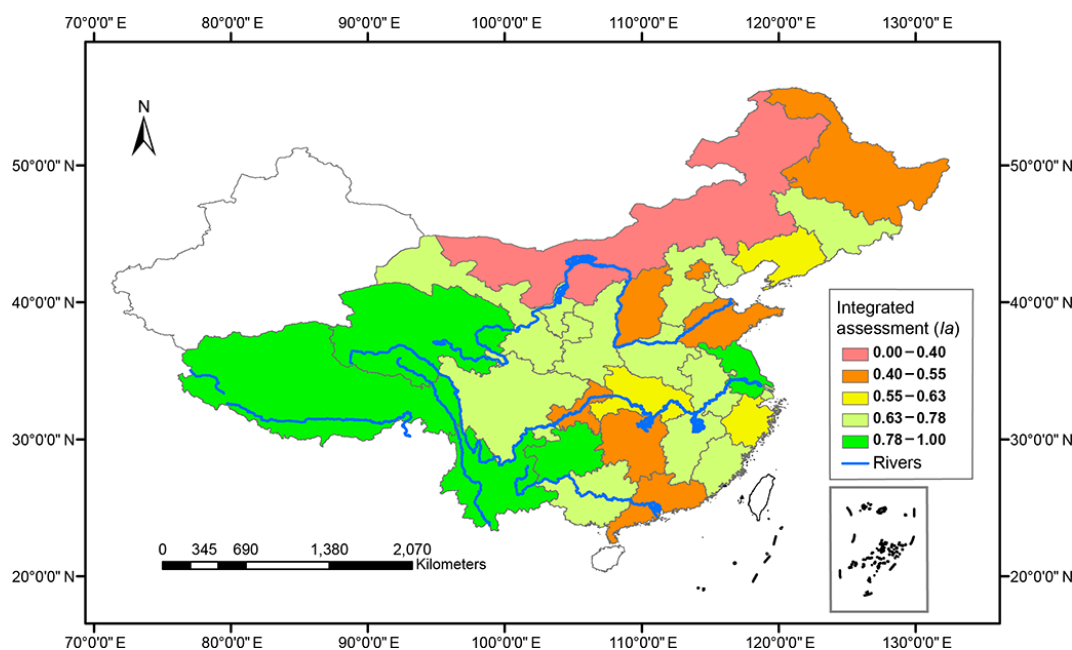 70°0'0" E 80°0'0" E 90°0'0" E 100°0'0" E 110°0'0" E 120°0'0" E 130°0'0" E
N
50°0'0" N 50°0'0" N
40°0'0" N 40°0'0" N
30°0'0" N 30°0'0" N
20°0'0" N 20°0'0" N
Integrated
assessment (Ia)
0.00–0.40
0.40–0.55
0.55–0.63
0.63–0.78
0.78–1.00
Rivers
0 345 690 1,380 2,070
Kilometers
70°0'0" E 80°0'0" E 90°0'0" E 100°0'0" E 110°0'0" E 120°0'0" E 130°0'0" E